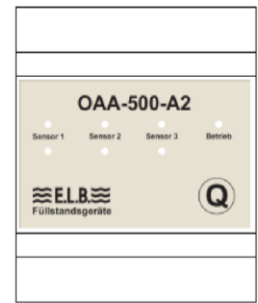 OAA-500-A2
Sensor 1 Sensor 2 Sensor 3 Betrieb
E.L.B.
Füllstandsgeräte
Q